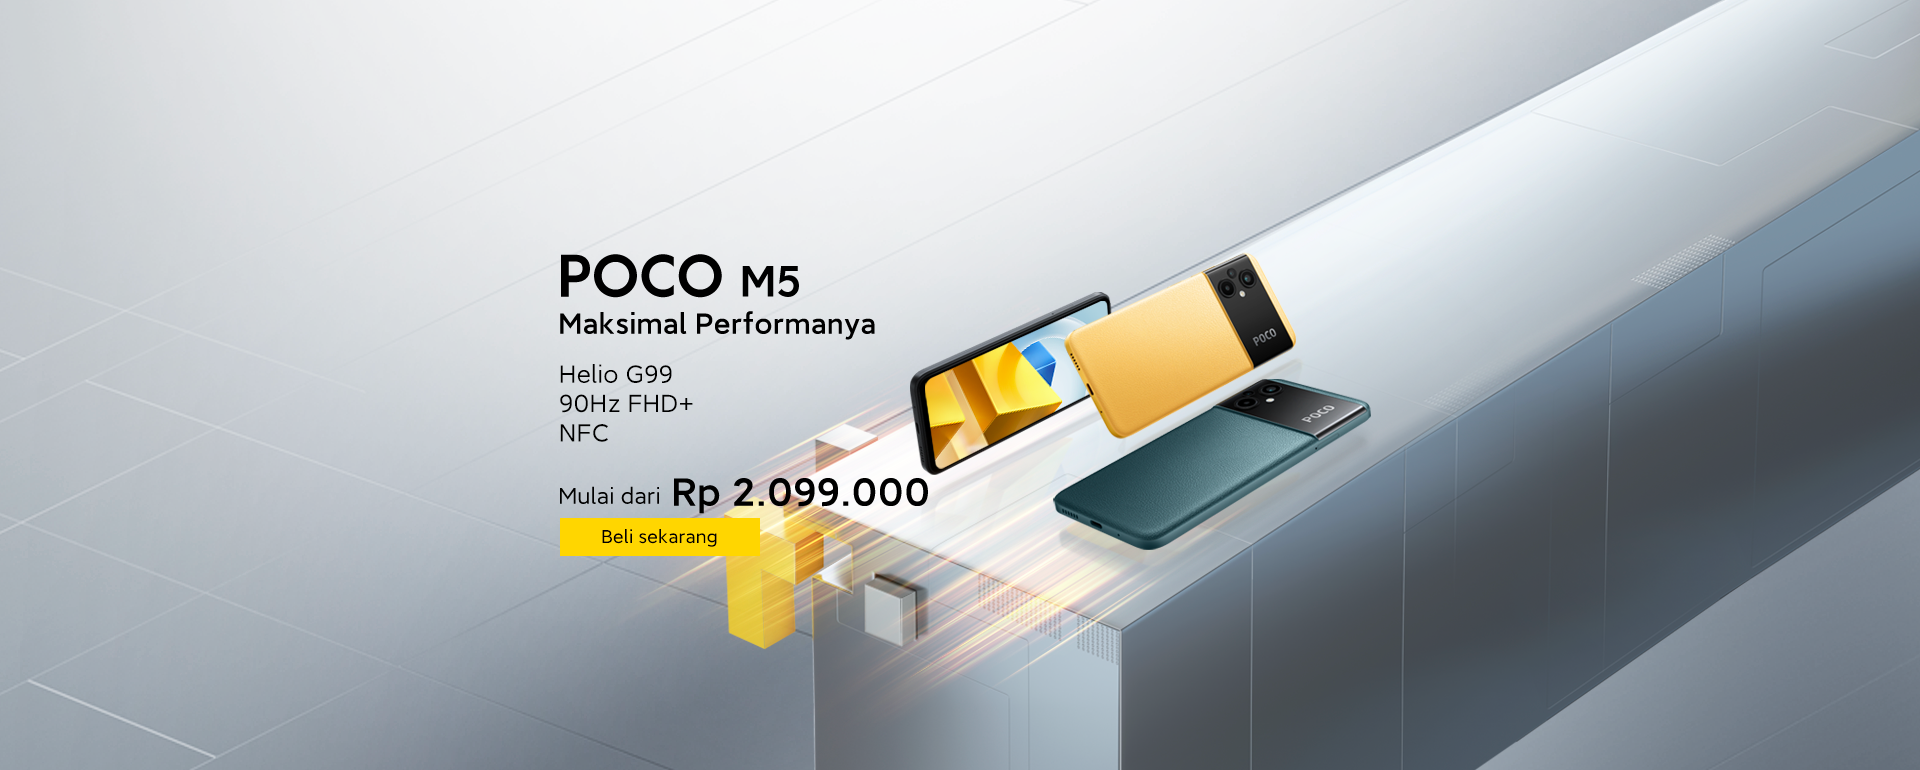 POCO M5
Maksimal Performanya
Helio G99
90Hz FHD+
NFC
Mulai dari Rp 2.099.000
Beli sekarang
POCO
POCO